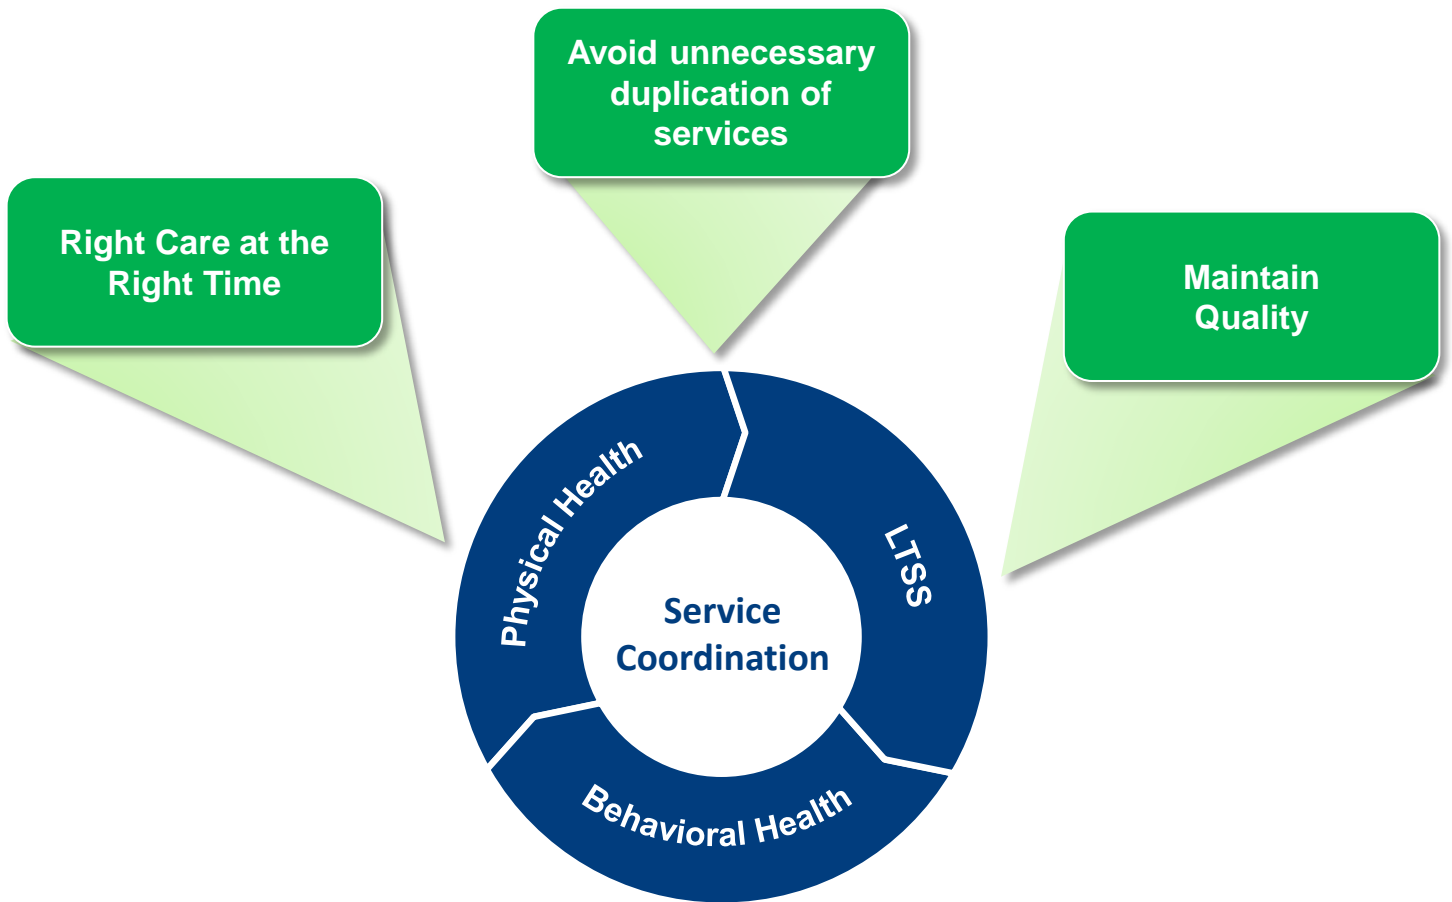 Avoid unnecessary
duplication of
services
Right Care at the
Right Time
Maintain
Quality
Physical Health
LTSS
Service
Coordination
Behavioral Health